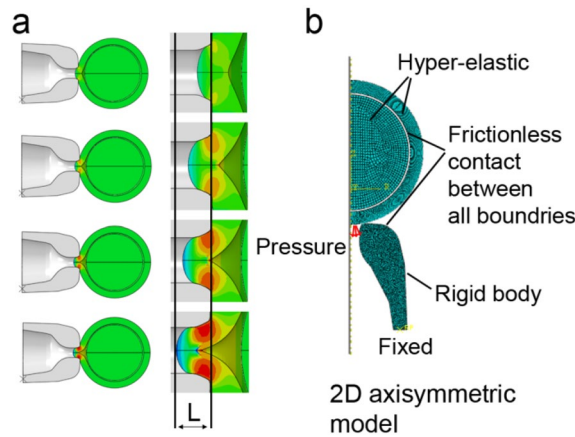 a
b
Hyper-elastic
Frictionless
contact
between
all boundries
Pressure
Rigid body
Fixed
L
2D axisymmetric
model